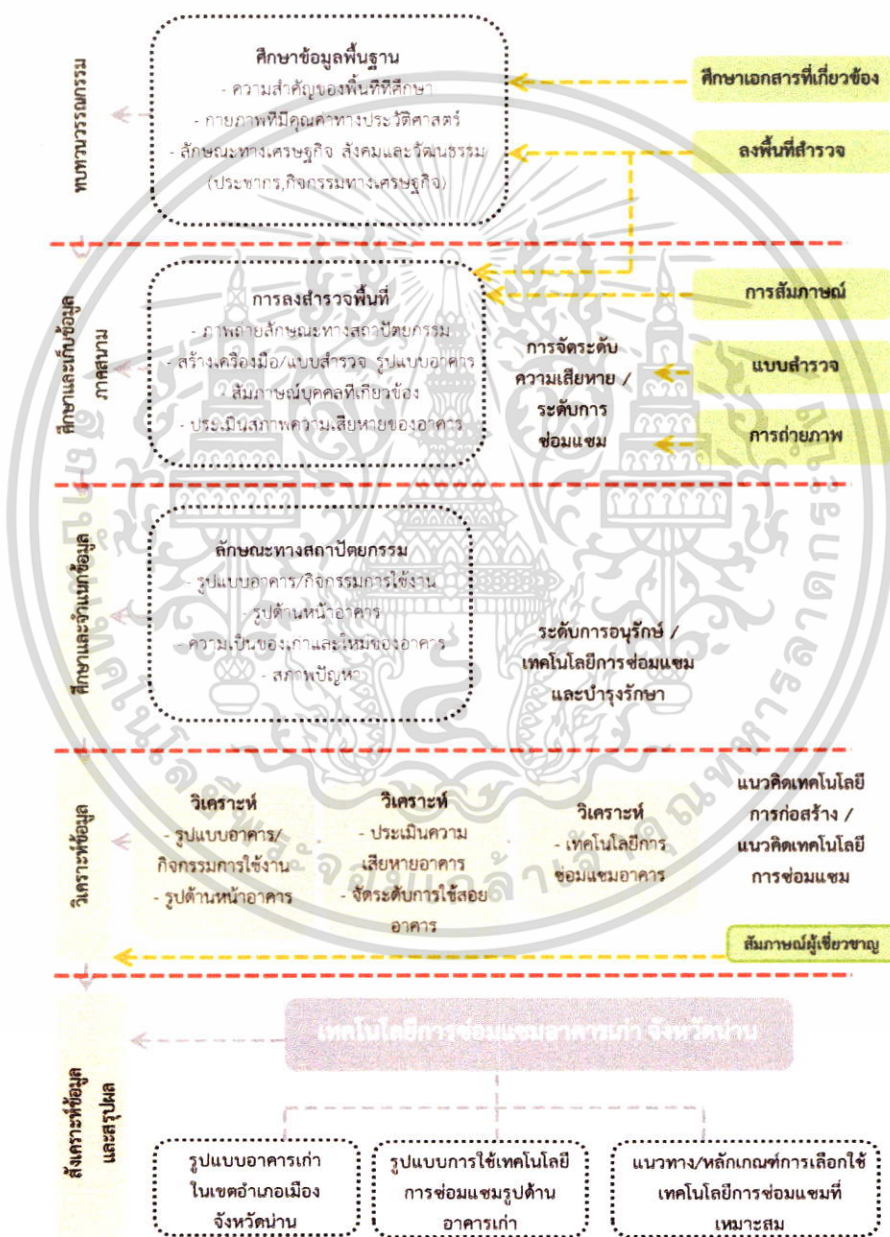 ทบทวนวรรณกรรม
ศึกษาข้อมูลพื้นฐาน
- ความสำคัญของพื้นที่ที่ศึกษา
- กายภาพที่มีคุณค่าทางประวัติศาสตร์
- ลักษณะทางเศรษฐกิจ สังคมและวัฒนธรรม
(ประชากร,กิจกรรมทางเศรษฐกิจ)
ศึกษาเอกสารที่เกี่ยวข้อง
ลงพื้นที่สำรวจ
ศึกษาและเก็บข้อมูล
ภาคสนาม
การลงสำรวจพื้นที่
- ภาพถ่ายลักษณะทางสถาปัตยกรรม
- สร้างเครื่องมือ/แบบสำรวจ รูปแบบอาคาร
- สัมภาษณ์บุคคลที่เกี่ยวข้อง
- ประเมินสภาพความเสียหายของอาคาร
การจัดระดับ
ความเสียหาย /
ระดับการ
ซ่อมแซม
การสัมภาษณ์
แบบสำรวจ
การถ่ายภาพ
ศึกษาและจำแนกข้อมูล
ลักษณะทางสถาปัตยกรรม
- รูปแบบอาคาร/กิจกรรมการใช้งาน
- รูปด้านหน้าอาคาร
- ความเป็นของเก่าและใหม่ของอาคาร
- สภาพปัญหา
ระดับการอนุรักษ์ /
เทคโนโลยีการซ่อมแซม
และบำรุงรักษา
วิเคราะห์ข้อมูล
วิเคราะห์
- รูปแบบอาคาร/
กิจกรรมการใช้งาน
- รูปด้านหน้าอาคาร
วิเคราะห์
- ประเมินความ
เสียหายอาคาร
- จัดระดับการใช้สอย
อาคาร
วิเคราะห์
- เทคโนโลยีการ
ซ่อมแซมอาคาร
แนวคิดเทคโนโลยี
การก่อสร้าง /
แนวคิดเทคโนโลยี
การซ่อมแซม
สัมภาษณ์ผู้เชี่ยวชาญ
สังเคราะห์ข้อมูล
และสรุปผล
เทคโนโลยีการซ่อมแซมอาคารเก่า จังหวัดน่าน
รูปแบบอาคารเก่า
ในเขตอำเภอเมือง
จังหวัดน่าน
รูปแบบการใช้เทคโนโลยี
การซ่อมแซมรูปด้าน
อาคารเก่า
แนวทาง/หลักเกณฑ์การเลือกใช้
เทคโนโลยีการซ่อมแซมที่
เหมาะสม
สถาบันเทคโนโลยีพระจอมเกล้าเจ้าคุณทหารลาดกระบัง